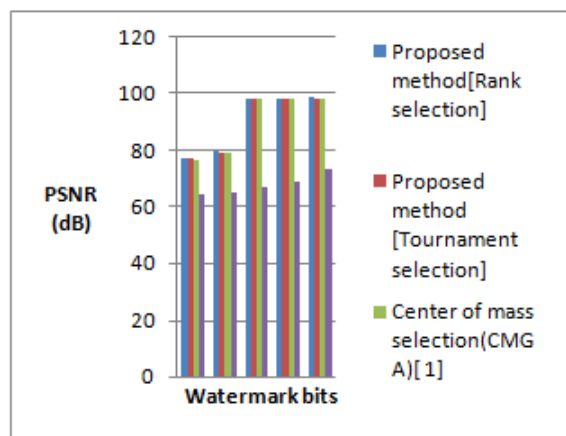 120
100
80
60
40
20
0
PSNR
(dB)
Watermark bits
Proposed
method[Rank
selection]
Proposed
method
[Tournament
selection]
Center of mass
selection(CMG
A)[1]